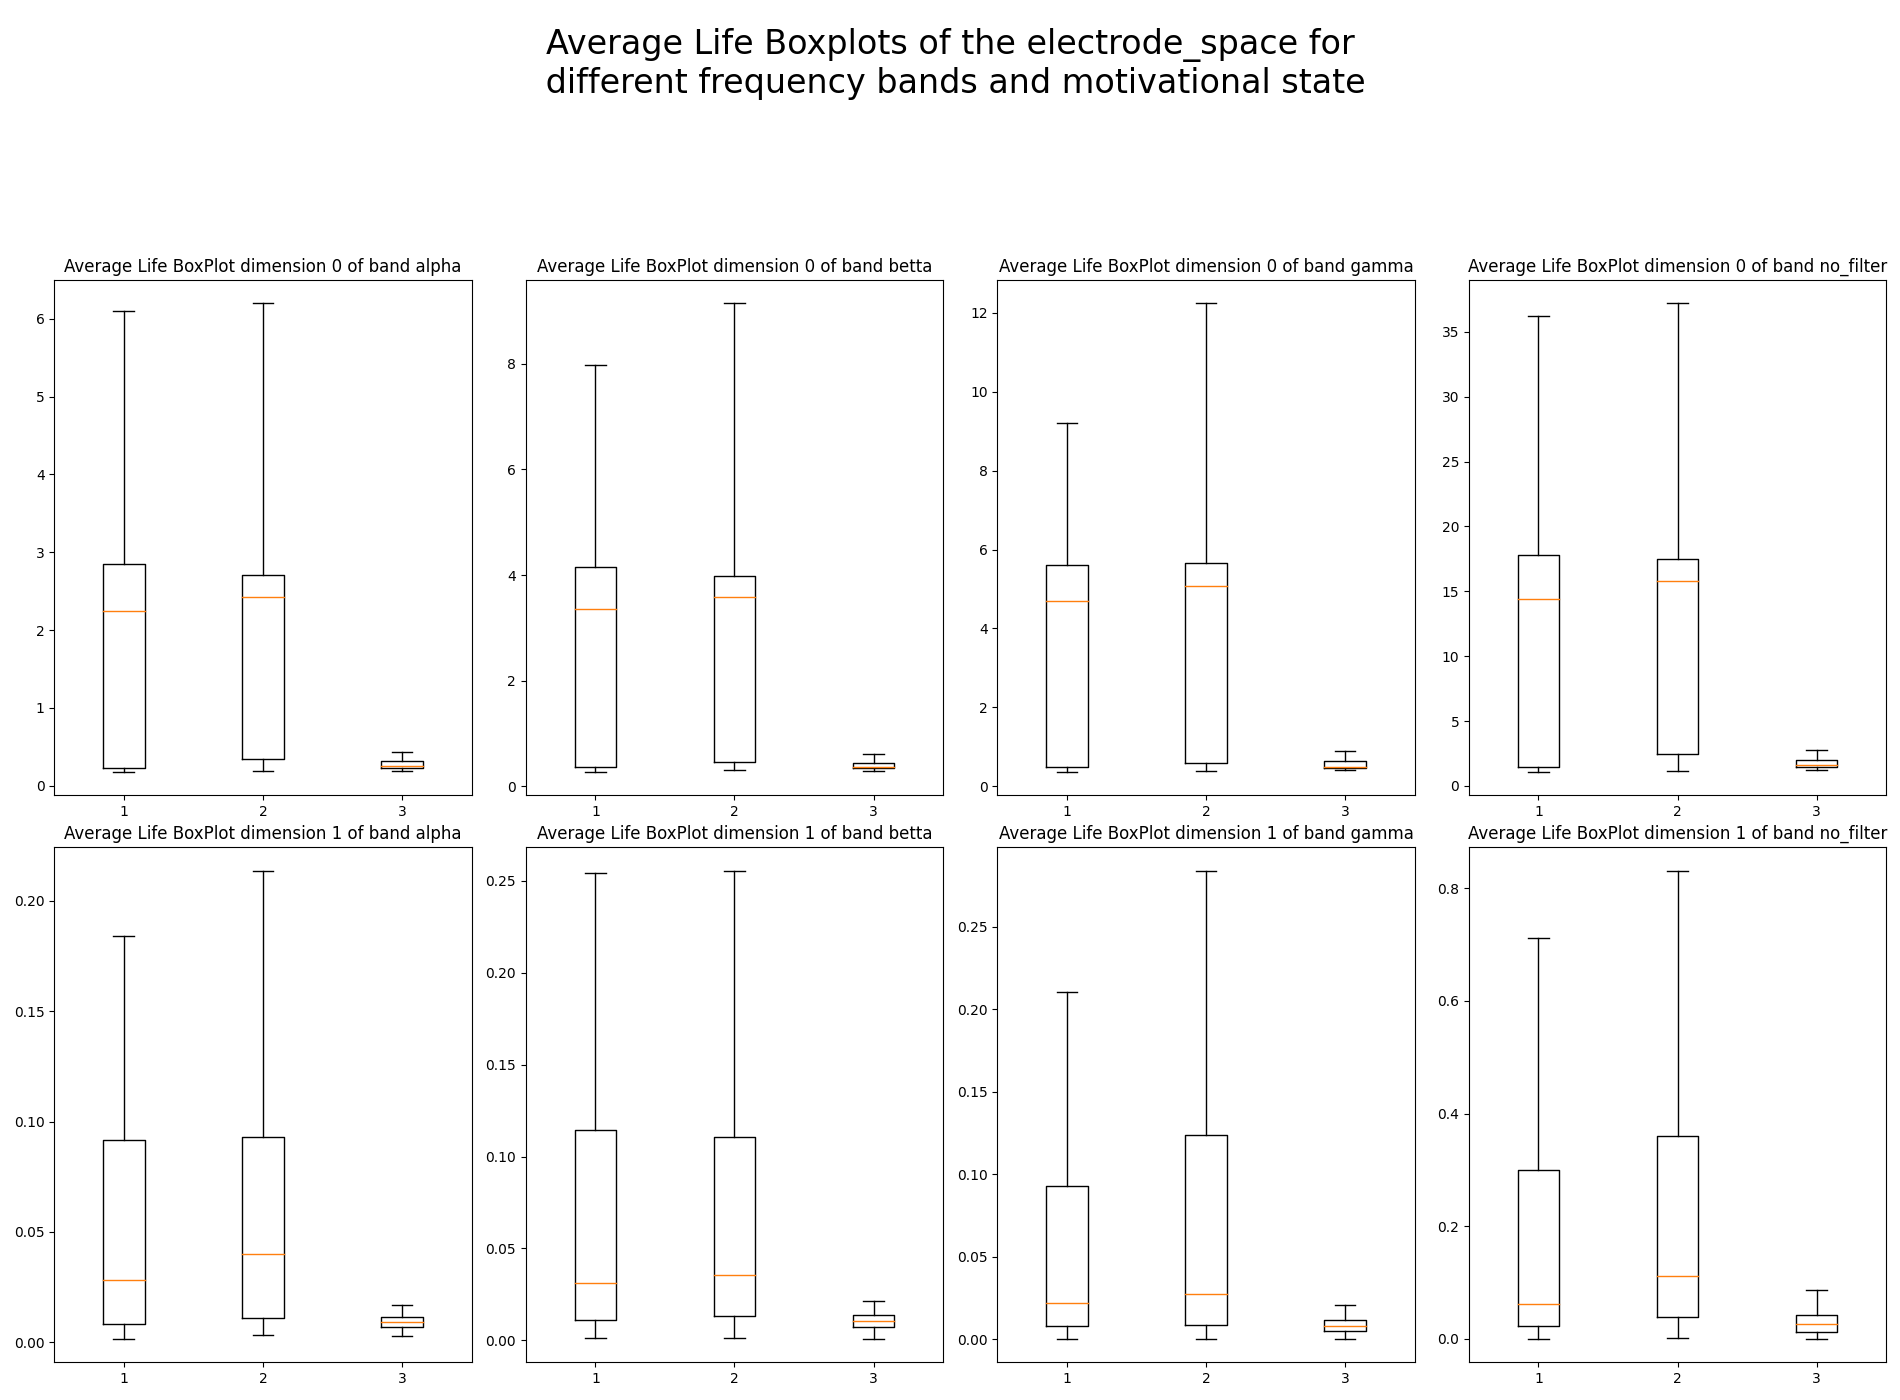 Average Life Boxplots of the electrode_space for
different frequency bands and motivational state
Average Life BoxPlot dimension 0 of band alpha
6
5
4
3
2
1
0
1 2 3
Average Life BoxPlot dimension 0 of band betta
8
6
4
2
0
1 2 3
Average Life BoxPlot dimension 0 of band gamma
12
10
8
6
4
2
0
1 2 3
Average Life BoxPlot dimension 0 of band no_filter
35
30
25
20
15
10
5
0
1 2 3
Average Life BoxPlot dimension 1 of band alpha
0.20
0.15
0.10
0.05
0.00
1 2 3
Average Life BoxPlot dimension 1 of band betta
0.25
0.20
0.15
0.10
0.05
0.00
1 2 3
Average Life BoxPlot dimension 1 of band gamma
0.25
0.20
0.15
0.10
0.05
0.00
1 2 3
Average Life BoxPlot dimension 1 of band no_filter
0.8
0.6
0.4
0.2
0.0
1 2 3